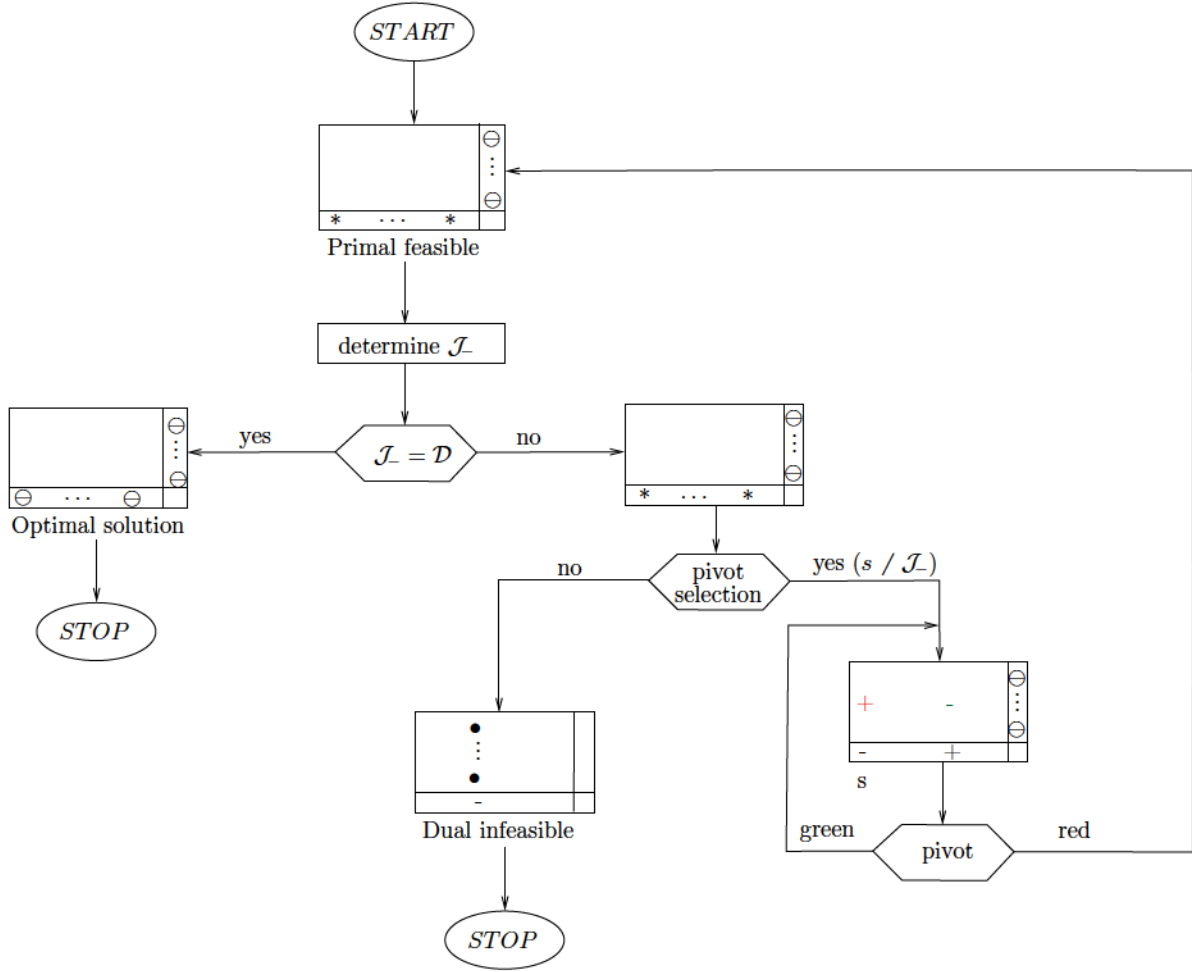 START
⊖
⋮
⊖
* ··· *
Primal feasible
determine 𝒥₋
yes
𝒥₋ = 𝒟
no
⊖
⋮
⊖
⊖ ··· ⊖
Optimal solution
STOP
⊖
⋮
⊖
* ... *
no
pivot
selection
yes (s / 𝒥₋)
•
⋮
•
-
Dual infeasible
STOP
⊖
+ -
⋮
⊖
- +
s
green
pivot
red